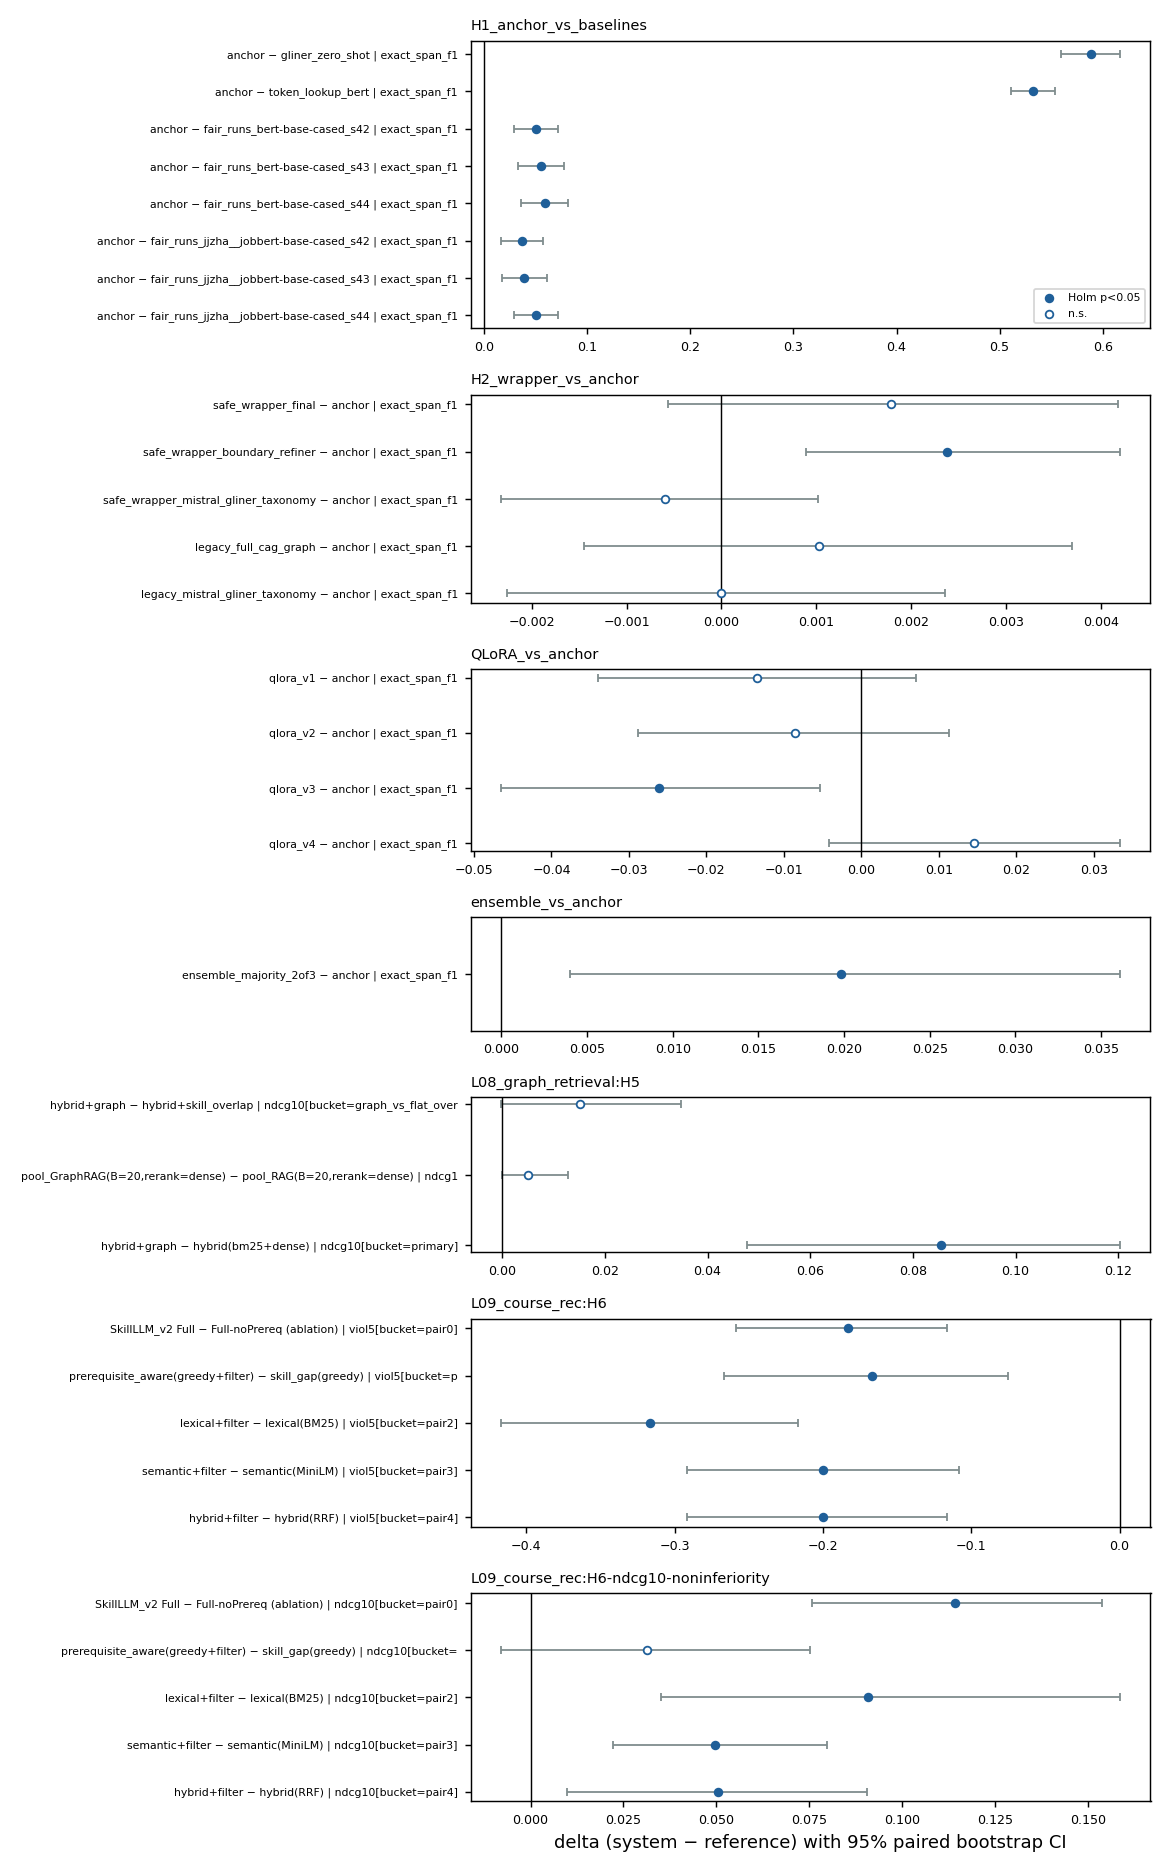 H1_anchor_vs_baselines
anchor − gliner_zero_shot | exact_span_f1
anchor − token_lookup_bert | exact_span_f1
anchor − fair_runs_bert-base-cased_s42 | exact_span_f1
anchor − fair_runs_bert-base-cased_s43 | exact_span_f1
anchor − fair_runs_bert-base-cased_s44 | exact_span_f1
anchor − fair_runs_jjzha__jobbert-base-cased_s42 | exact_span_f1
anchor − fair_runs_jjzha__jobbert-base-cased_s43 | exact_span_f1
anchor − fair_runs_jjzha__jobbert-base-cased_s44 | exact_span_f1
Holm p<0.05
n.s.
0.0 0.1 0.2 0.3 0.4 0.5 0.6
H2_wrapper_vs_anchor
safe_wrapper_final − anchor | exact_span_f1
safe_wrapper_boundary_refiner − anchor | exact_span_f1
safe_wrapper_mistral_gliner_taxonomy − anchor | exact_span_f1
legacy_full_cag_graph − anchor | exact_span_f1
legacy_mistral_gliner_taxonomy − anchor | exact_span_f1
−0.002 −0.001 0.000 0.001 0.002 0.003 0.004
QLoRA_vs_anchor
qlora_v1 − anchor | exact_span_f1
qlora_v2 − anchor | exact_span_f1
qlora_v3 − anchor | exact_span_f1
qlora_v4 − anchor | exact_span_f1
−0.05 −0.04 −0.03 −0.02 −0.01 0.00 0.01 0.02 0.03
ensemble_vs_anchor
ensemble_majority_2of3 − anchor | exact_span_f1
0.000 0.005 0.010 0.015 0.020 0.025 0.030 0.035
L08_graph_retrieval:H5
hybrid+graph − hybrid+skill_overlap | ndcg10[bucket=graph_vs_flat_over
pool_GraphRAG(B=20,rerank=dense) − pool_RAG(B=20,rerank=dense) | ndcg1
hybrid+graph − hybrid(bm25+dense) | ndcg10[bucket=primary]
0.00 0.02 0.04 0.06 0.08 0.10 0.12
L09_course_rec:H6
SkillLLM_v2 Full − Full-noPrereq (ablation) | viol5[bucket=pair0]
prerequisite_aware(greedy+filter) − skill_gap(greedy) | viol5[bucket=p
lexical+filter − lexical(BM25) | viol5[bucket=pair2]
semantic+filter − semantic(MiniLM) | viol5[bucket=pair3]
hybrid+filter − hybrid(RRF) | viol5[bucket=pair4]
−0.4 −0.3 −0.2 −0.1 0.0
L09_course_rec:H6-ndcg10-noninferiority
SkillLLM_v2 Full − Full-noPrereq (ablation) | ndcg10[bucket=pair0]
prerequisite_aware(greedy+filter) − skill_gap(greedy) | ndcg10[bucket=
lexical+filter − lexical(BM25) | ndcg10[bucket=pair2]
semantic+filter − semantic(MiniLM) | ndcg10[bucket=pair3]
hybrid+filter − hybrid(RRF) | ndcg10[bucket=pair4]
0.000 0.025 0.050 0.075 0.100 0.125 0.150
delta (system − reference) with 95% paired bootstrap CI